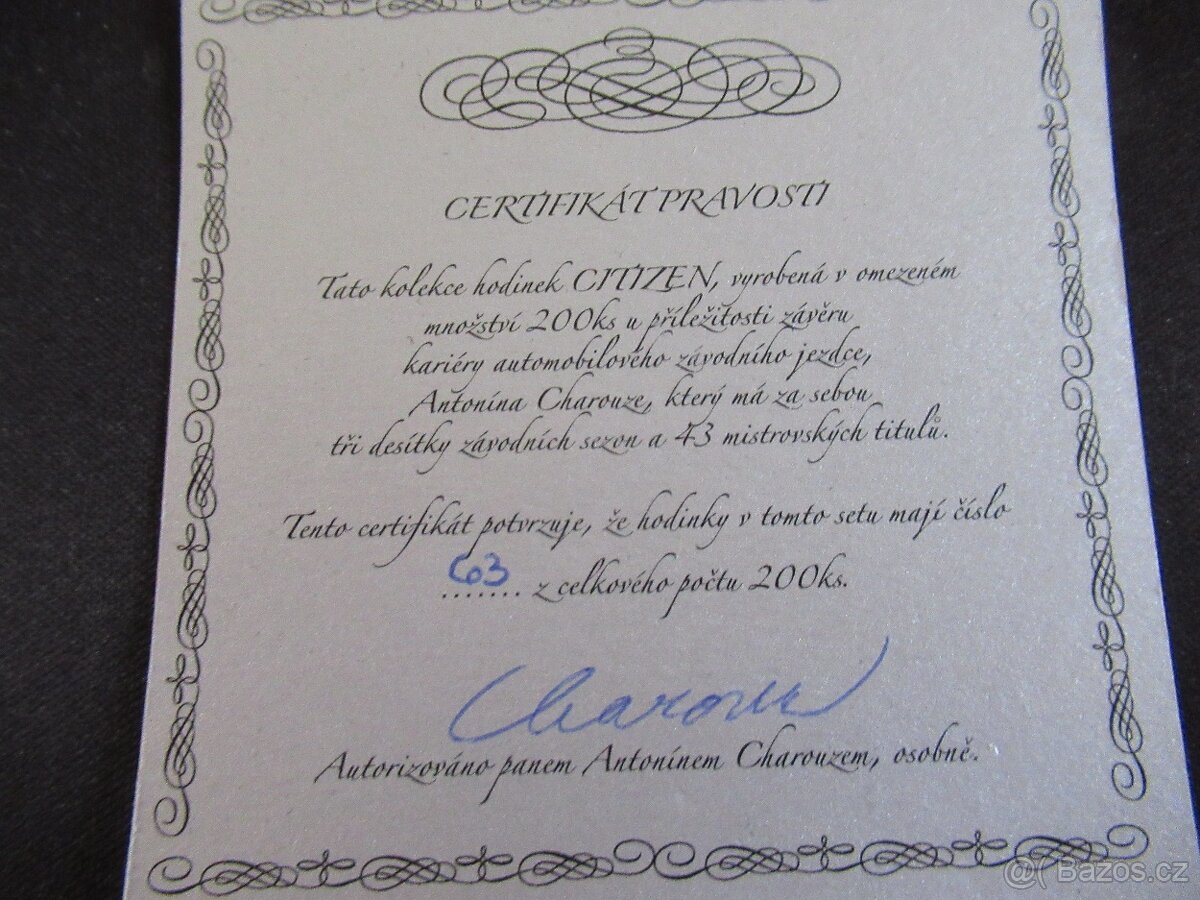 CERTIFIKÁT PRAVOSTI
Tato kolekce hodinek CITIZEN, vyrobená v omezeném
množství 200ks u příležitosti závěru
kariéry automobilového závodního jezdce,
Antonína Charouze, který má za sebou
tři desítky závodních sezon a 43 mistrovských titulů.
Tento certifikát potvrzuje, že hodinky v tomto setu mají číslo
63 z celkového počtu 200ks.
Charouz
Autorizováno panem Antonínem Charouzem, osobně.
@ Bazos.cz